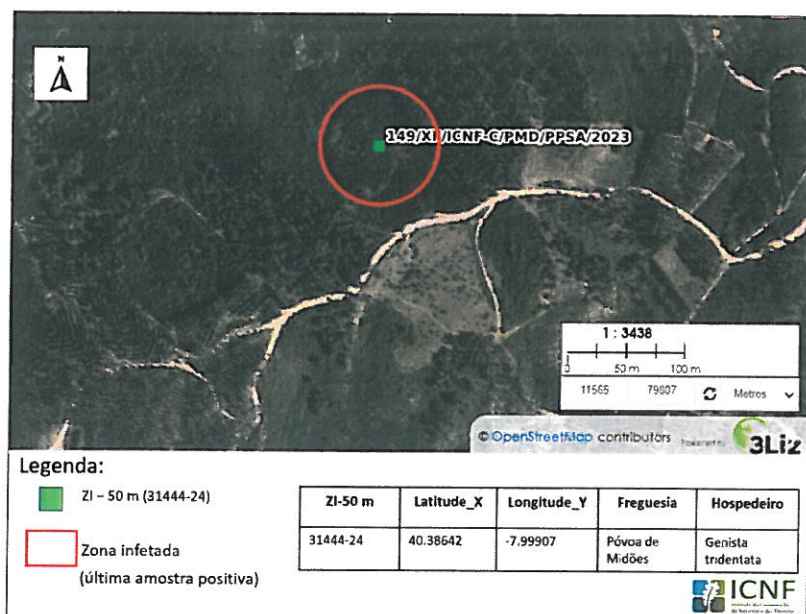 N
149/XI/ICNF-C/PMD/PPSA/2023
1 : 3438
0 50 m 100 m
11565 79807 Metros
© OpenStreetMap contributors Powered by 3Liz
Legenda:
ZI – 50 m (31444-24)
Zona infetada
(última amostra positiva)
ZI-50 m Latitude_X Longitude_Y Freguesia Hospedeiro
31444-24 40.38642 -7.99907 Póvoa de Midões Genista tridentata
ICNF